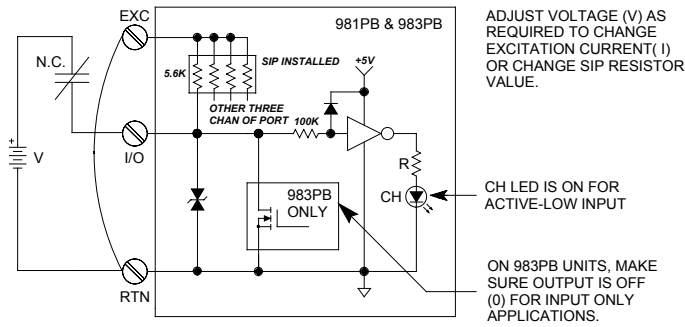 EXC
981PB & 983PB
ADJUST VOLTAGE (V) AS
REQUIRED TO CHANGE
EXCITATION CURRENT( I)
OR CHANGE SIP RESISTOR
VALUE.
N.C.
SIP INSTALLED
5.6K
+5V
OTHER THREE
CHAN OF PORT
100K
+
V
I/O
R
983PB
ONLY
CH
CH LED IS ON FOR
ACTIVE-LOW INPUT
RTN
ON 983PB UNITS, MAKE
SURE OUTPUT IS OFF
(0) FOR INPUT ONLY
APPLICATIONS.